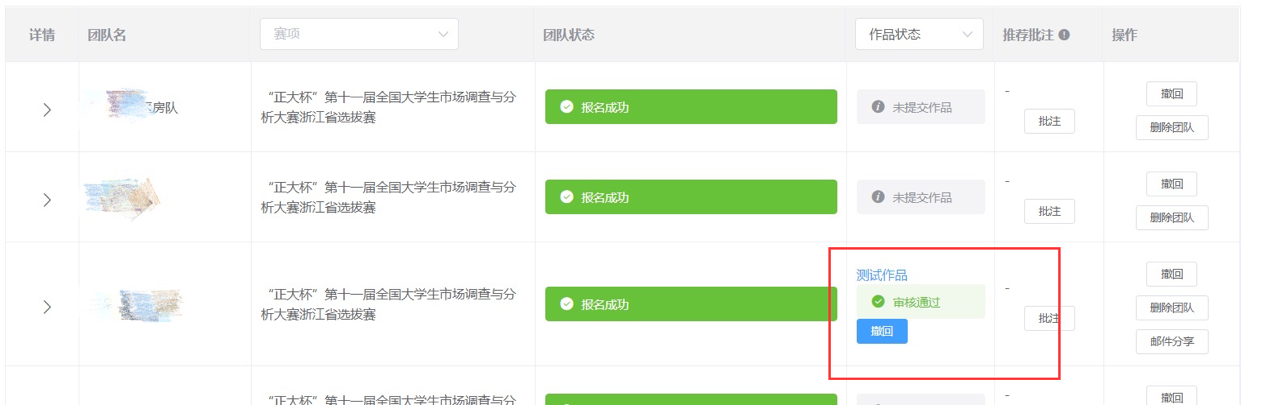 详情 团队名 赛项 团队状态 作品状态 推荐批注 操作
房队
“正大杯”第十一届全国大学生市场调查与分
析大赛浙江省选拔赛
报名成功
未提交作品
-
批注
撤回
删除团队
“正大杯”第十一届全国大学生市场调查与分
析大赛浙江省选拔赛
报名成功
未提交作品
-
批注
撤回
删除团队
“正大杯”第十一届全国大学生市场调查与分
析大赛浙江省选拔赛
报名成功
测试作品
审核通过
撤回
-
批注
撤回
删除团队
邮件分享
“正大杯”第十一届全国大学生市场调查与分
-
撤回